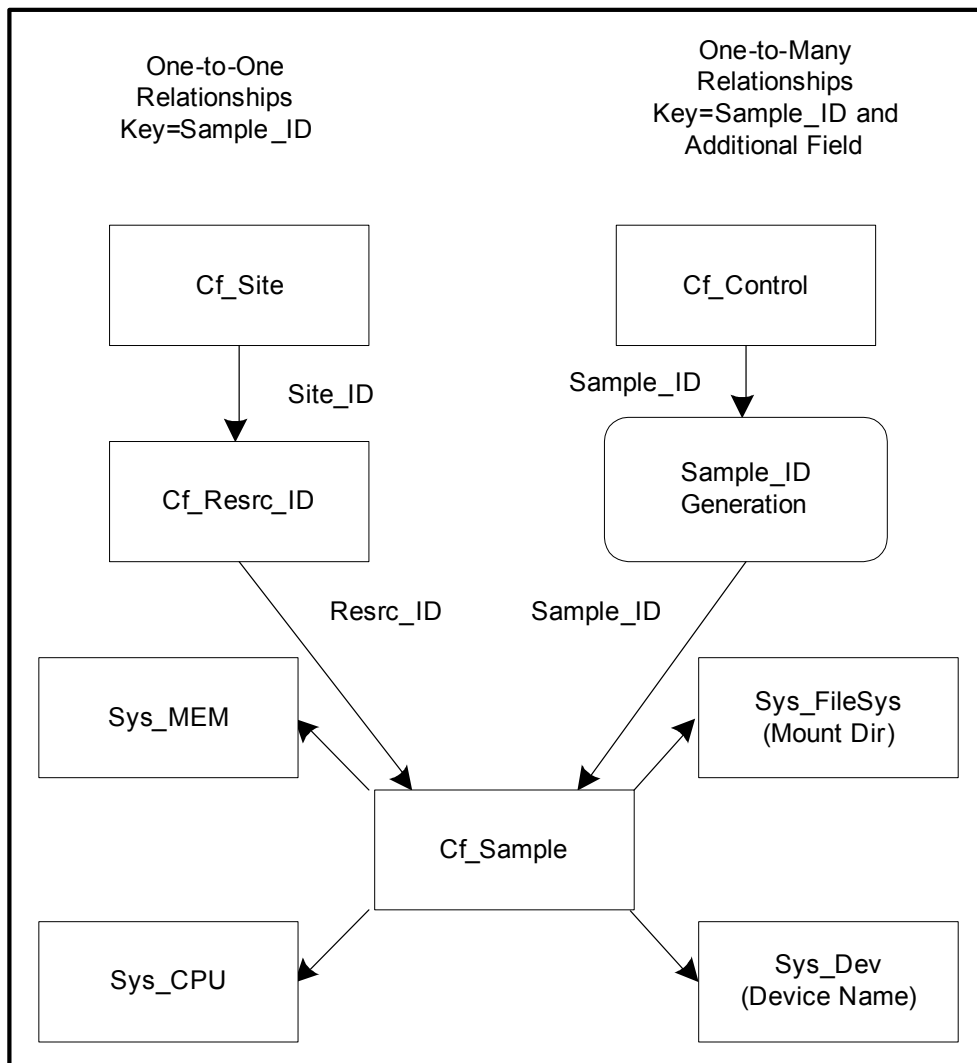 One-to-One
Relationships
Key=Sample_ID
One-to-Many
Relationships
Key=Sample_ID and
Additional Field
Cf_Site
Cf_Control
Site_ID
Sample_ID
Cf_Resrc_ID
Sample_ID
Generation
Resrc_ID
Sample_ID
Sys_MEM
Sys_FileSys
(Mount Dir)
Cf_Sample
Sys_CPU
Sys_Dev
(Device Name)